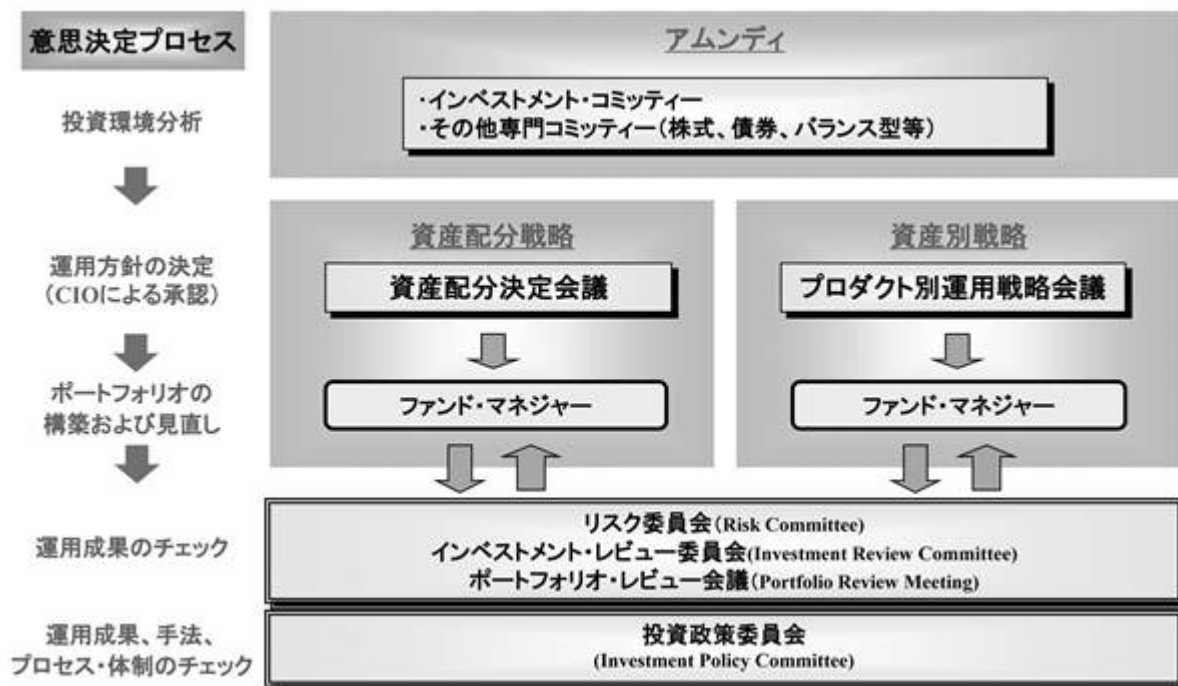 意思決定プロセス
アムンディ
投資環境分析
・インベストメント・コミッティー
・その他専門コミッティー(株式、債券、バランス型等)
運用方針の決定
(CIOによる承認)
資産配分戦略
資産配分決定会議
資産別戦略
プロダクト別運用戦略会議
ポートフォリオの
構築および見直し
ファンド・マネジャー
ファンド・マネジャー
運用成果のチェック
リスク委員会(Risk Committee)
インベストメント・レビュー委員会(Investment Review Committee)
ポートフォリオ・レビュー会議(Portfolio Review Meeting)
運用成果、手法、
プロセス・体制のチェック
投資政策委員会
(Investment Policy Committee)